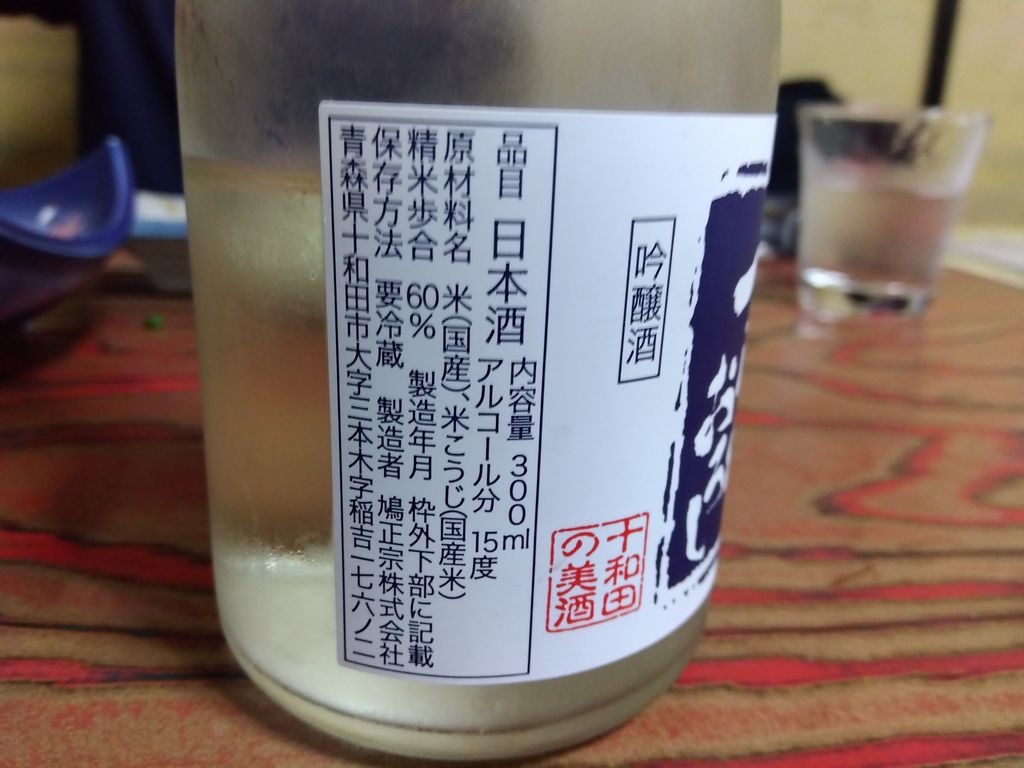 おべし
吟醸酒
十和田
の美酒
品目 日本酒
内容量 300ml
アルコール分 15度
原材料名 米(国産)、米こうじ(国産米)
精米歩合 60% 製造年月 枠外下部に記載
保存方法 要冷蔵 製造者 鳩正宗株式会社
青森県十和田市大字三本木字稲吉一七六ノ二